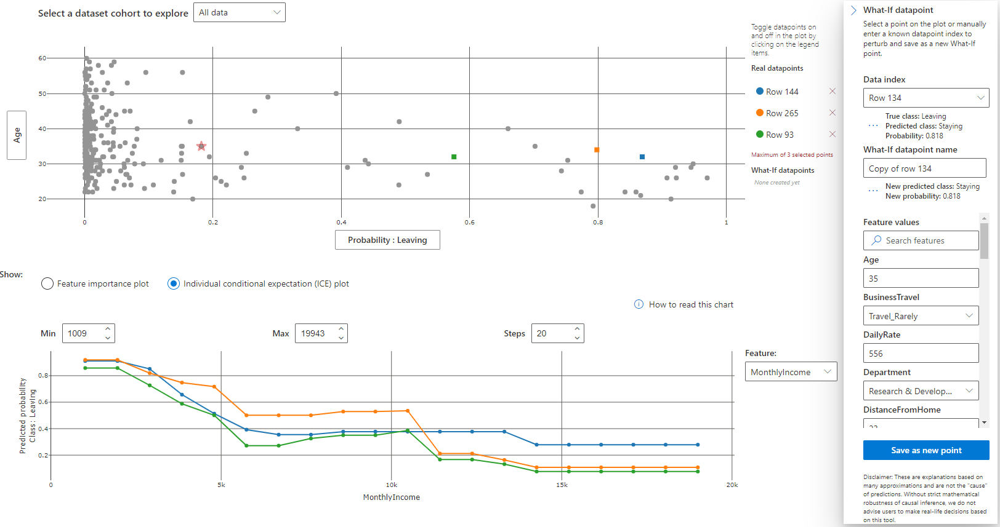 Select a dataset cohort to explore
All data
Age
60
50
40
30
20
0
0.2
0.4
0.6
0.8
1
Probability : Leaving
Toggle datapoints on
and off in the plot by
clicking on the legend
items.
Real datapoints
Row 144
Row 265
Row 93
Maximum of 3 selected points
What-If datapoints
None created yet
Show:
Feature importance plot
Individual conditional expectation (ICE) plot
How to read this chart
Min
1009
Max
19943
Steps
20
Predicted probability
Class : Leaving
0.8
0.6
0.4
0.2
0
5k
10k
15k
20k
MonthlyIncome
Feature:
MonthlyIncome
What-If datapoint
Select a point on the plot or manually
enter a known datapoint index to
perturb and save as a new What-If
point.
Data index
Row 134
True class: Leaving
Predicted class: Staying
Probability: 0.818
What-If datapoint name
Copy of row 134
New predicted class: Staying
New probability: 0.818
Feature values
Search features
Age
35
BusinessTravel
Travel_Rarely
DailyRate
556
Department
Research & Develop...
DistanceFromHome
Save as new point
Disclaimer: These are explanations based on
many approximations and are not the "cause"
of predictions. Without strict mathematical
robustness of causal inference, we do not
advise users to make real-life decisions based
on this tool.